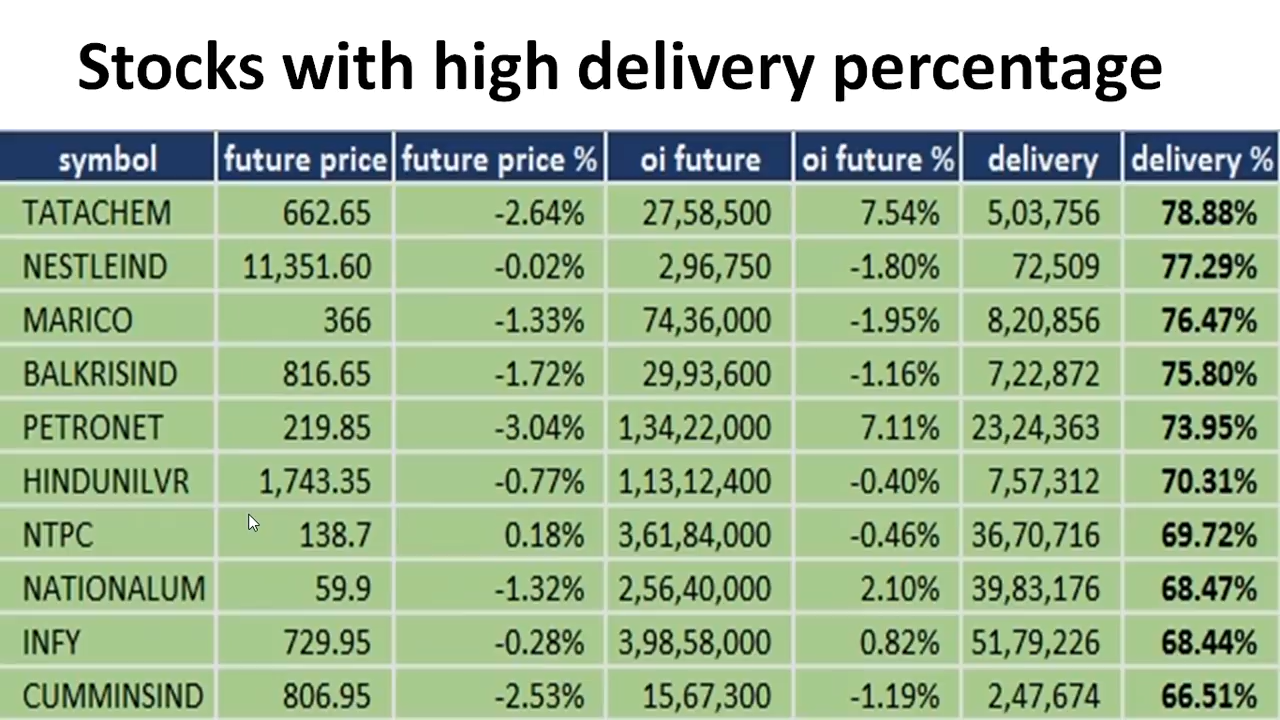 Stocks with high delivery percentage
symbol future price future price % oi future oi future % delivery delivery %
TATACHEM 662.65 -2.64% 27,58,500 7.54% 5,03,756 78.88%
NESTLEIND 11,351.60 -0.02% 2,96,750 -1.80% 72,509 77.29%
MARICO 366 -1.33% 74,36,000 -1.95% 8,20,856 76.47%
BALKRISIND 816.65 -1.72% 29,93,600 -1.16% 7,22,872 75.80%
PETRONET 219.85 -3.04% 1,34,22,000 7.11% 23,24,363 73.95%
HINDUNILVR 1,743.35 -0.77% 1,13,12,400 -0.40% 7,57,312 70.31%
NTPC 138.7 0.18% 3,61,84,000 -0.46% 36,70,716 69.72%
NATIONALUM 59.9 -1.32% 2,56,40,000 2.10% 39,83,176 68.47%
INFY 729.95 -0.28% 3,98,58,000 0.82% 51,79,226 68.44%
CUMMINSIND 806.95 -2.53% 15,67,300 -1.19% 2,47,674 66.51%